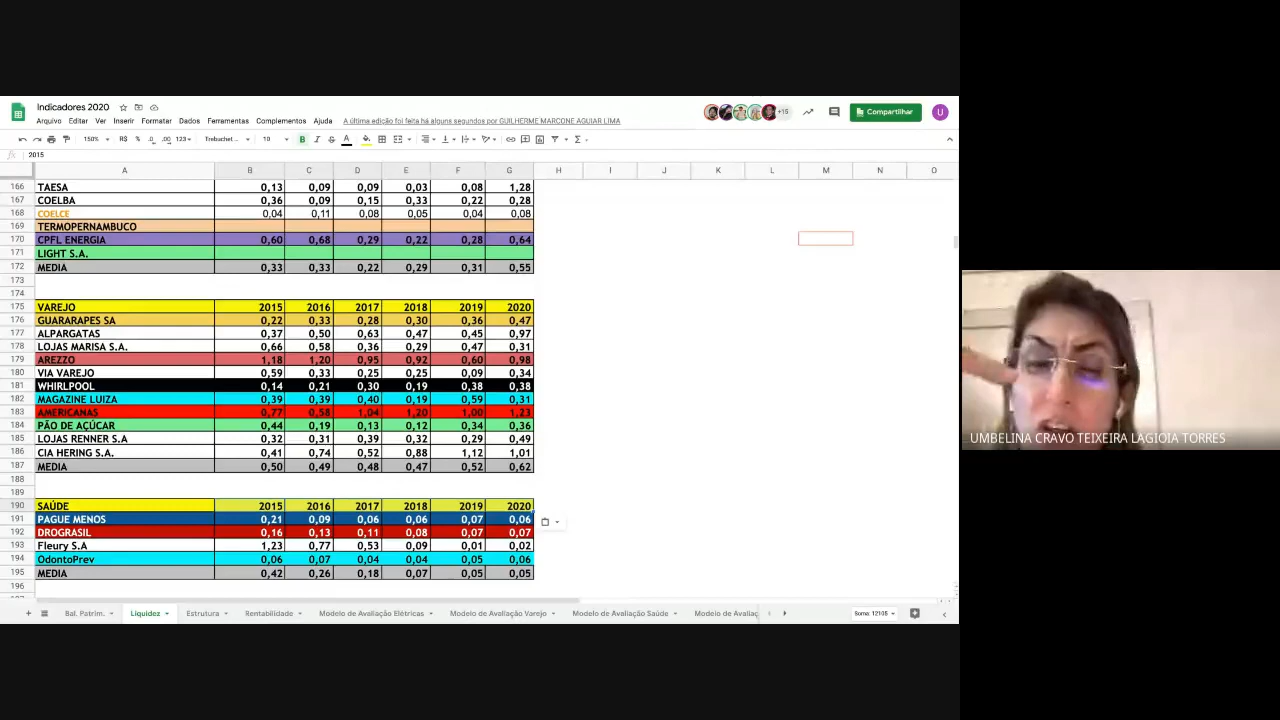 Indicadores 2020
Arquivo Editar Ver Inserir Formatar Dados Ferramentas Complementos Ajuda A última edição foi feita há alguns segundos por GUILHERME MARCONE AGUIAR LIMA
+15 Compartilhar U
150% R$ % .0 .00 123 Trebuchet ... 10 B I S A
fx 2015
A B C D E F G H I J K L M N O
166 TAESA 0,13 0,09 0,09 0,03 0,08 1,28
167 COELBA 0,36 0,09 0,15 0,33 0,22 0,28
168 COELCE 0,04 0,11 0,08 0,05 0,04 0,08
169 TERMOPERNAMBUCO
170 CPFL ENERGIA 0,60 0,68 0,29 0,22 0,28 0,64
171 LIGHT S.A.
172 MEDIA 0,33 0,33 0,22 0,29 0,31 0,55
173
174
175 VAREJO 2015 2016 2017 2018 2019 2020
176 GUARARAPES SA 0,22 0,33 0,28 0,30 0,36 0,47
177 ALPARGATAS 0,37 0,50 0,63 0,47 0,45 0,97
178 LOJAS MARISA S.A. 0,66 0,58 0,36 0,29 0,47 0,31
179 AREZZO 1,18 1,20 0,95 0,92 0,60 0,98
180 VIA VAREJO 0,59 0,33 0,25 0,25 0,09 0,34
181 WHIRLPOOL 0,14 0,21 0,30 0,19 0,38 0,38
182 MAGAZINE LUIZA 0,39 0,39 0,40 0,19 0,59 0,31
183 AMERICANAS 0,77 0,58 1,04 1,20 1,00 1,23
184 PÃO DE AÇÚCAR 0,44 0,19 0,13 0,12 0,34 0,36
185 LOJAS RENNER S.A 0,32 0,31 0,39 0,32 0,29 0,49
186 CIA HERING S.A. 0,41 0,74 0,52 0,88 1,12 1,01
187 MEDIA 0,50 0,49 0,48 0,47 0,52 0,62
188
189
190 SAÚDE 2015 2016 2017 2018 2019 2020
191 PAGUE MENOS 0,21 0,09 0,06 0,06 0,07 0,06
192 DROGRASIL 0,16 0,13 0,11 0,08 0,07 0,07
193 Fleury S.A 1,23 0,77 0,53 0,09 0,01 0,02
194 OdontoPrev 0,06 0,07 0,04 0,04 0,05 0,06
195 MEDIA 0,42 0,26 0,18 0,07 0,05 0,05
196
Bal. Patrim. Liquidez Estrutura Rentabilidade Modelo de Avaliação Elétricas Modelo de Avaliação Varejo Modelo de Avaliação Saúde Modelo de Avaliaç Soma: 12105
UMBELINA CRAVO TEIXEIRA LAGIOIA TORRES